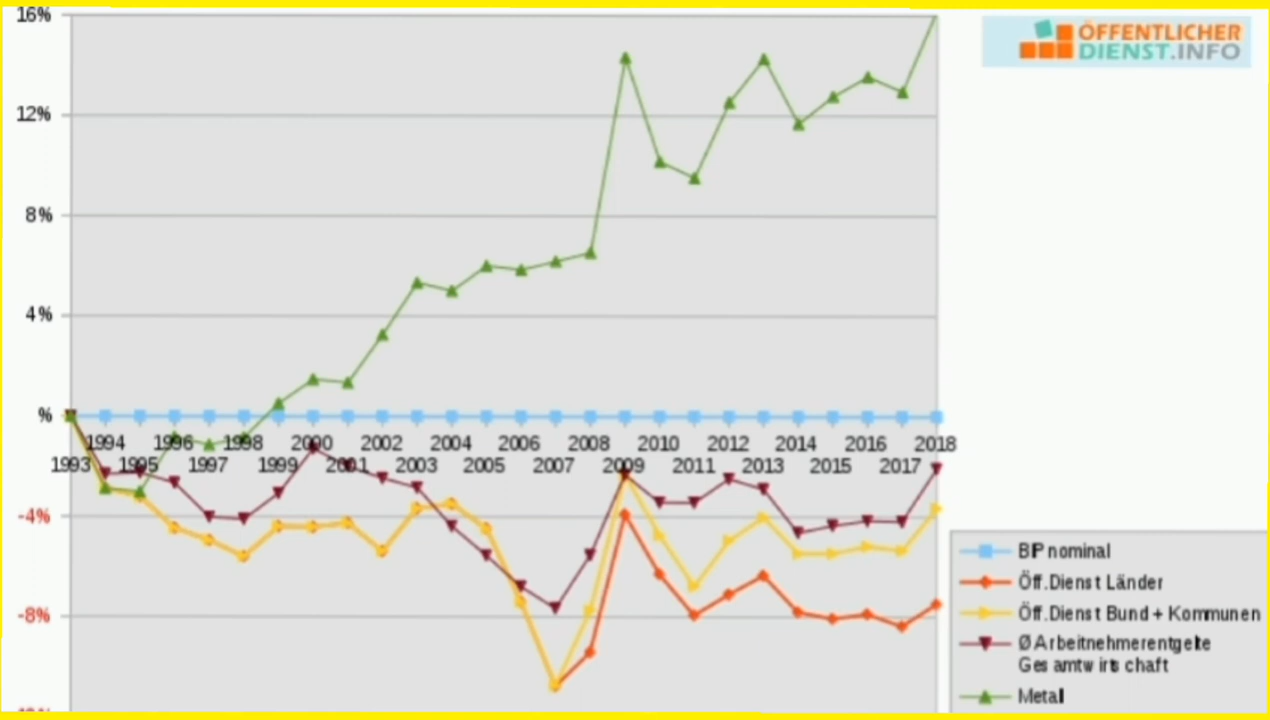 16%
ÖFFENTLICHER
DIENST.INFO
12%
8%
4%
%
1994 1996 1998 2000 2002 2004 2006 2008 2010 2012 2014 2016 2018
1993 1995 1997 1999 2001 2003 2005 2007 2009 2011 2013 2015 2017
-4%
BIP nominal
Öff.Dienst Länder
-8%
Öff.Dienst Bund + Kommunen
Ø Arbeitnehmerentgelte
Gesamtwirtschaft
Metall